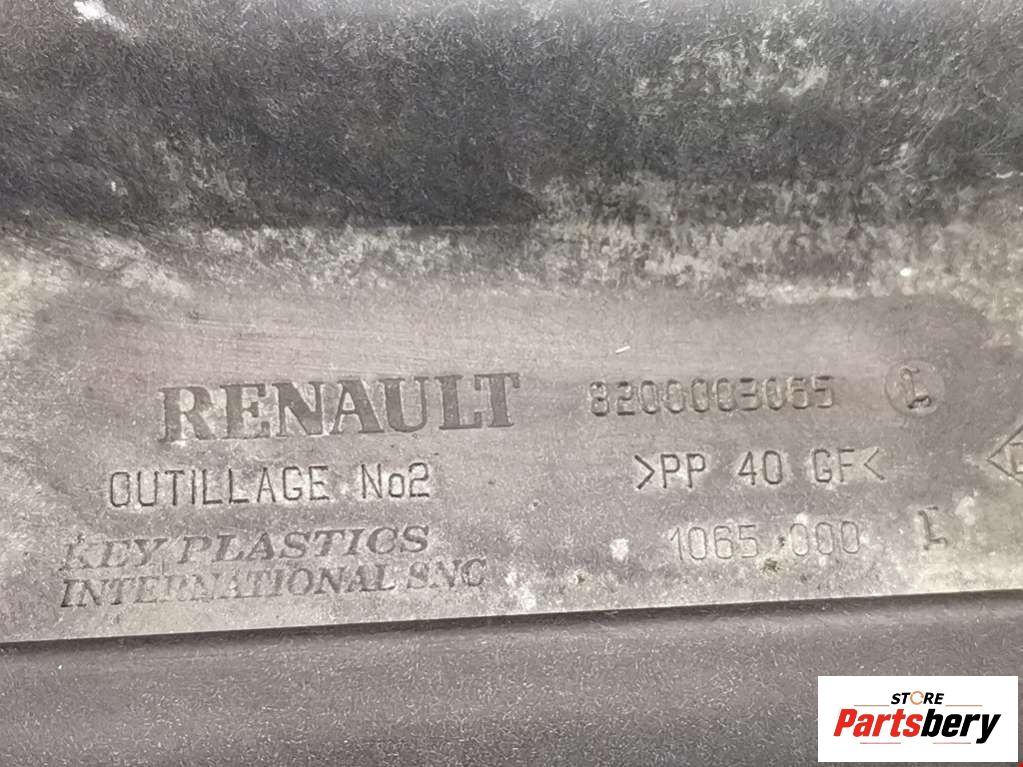 RENAULT 8200003065 C
OUTILLAGE No2 >PP 40 GF<
KEY PLASTICS
INTERNATIONAL SNC
1065 000
STORE
Partsbery